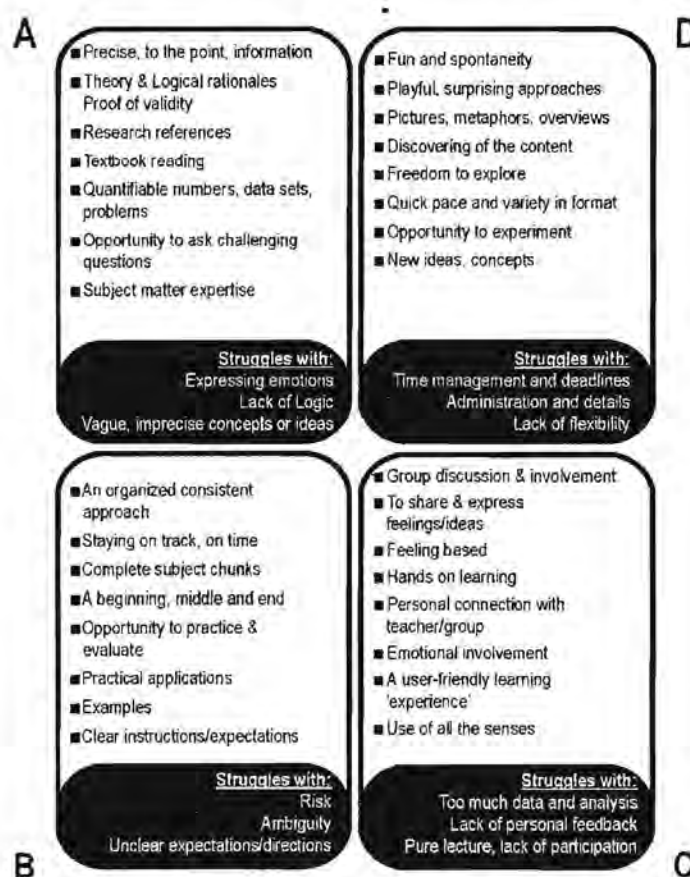 A
■ Precise, to the point, information
■ Theory & Logical rationales
Proof of validity
■ Research references
■ Textbook reading
■ Quantifiable numbers, data sets,
problems
■ Opportunity to ask challenging
questions
■ Subject matter expertise
Struggles with:
Expressing emotions
Lack of Logic
Vague, imprecise concepts or ideas
D
■ Fun and spontaneity
■ Playful, surprising approaches
■ Pictures, metaphors, overviews
■ Discovering of the content
■ Freedom to explore
■ Quick pace and variety in format
■ Opportunity to experiment
■ New ideas, concepts
Struggles with:
Time management and deadlines
Administration and details
Lack of flexibility
■ An organized consistent
approach
■ Staying on track, on time
■ Complete subject chunks
■ A beginning, middle and end
■ Opportunity to practice &
evaluate
■ Practical applications
■ Examples
■ Clear instructions/expectations
Struggles with:
Risk
Ambiguity
Unclear expectations/directions
B
■ Group discussion & involvement
■ To share & express
feelings/ideas
■ Feeling based
■ Hands on learning
■ Personal connection with
teacher/group
■ Emotional involvement
■ A user-friendly learning
'experience'
■ Use of all the senses
Struggles with:
Too much data and analysis
Lack of personal feedback
Pure lecture, lack of participation
C